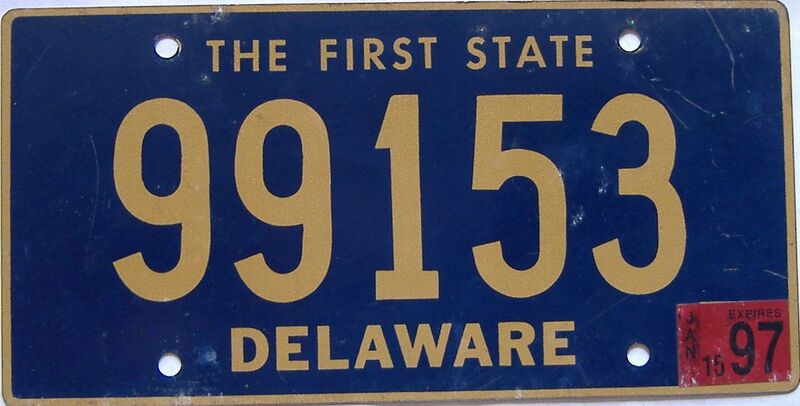 THE FIRST STATE
99153
DELAWARE
JAN
EXPIRES
15 97